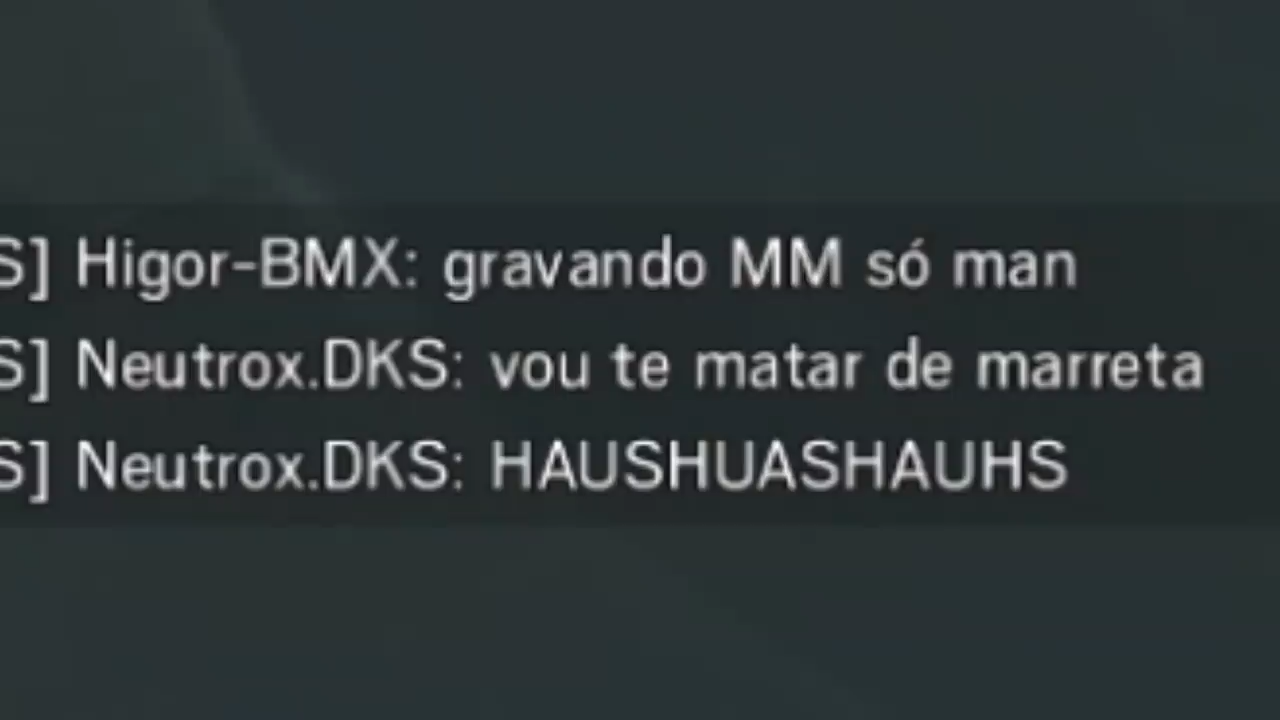 S] Higor-BMX: gravando MM só man
S] Neutrox.DKS: vou te matar de marreta
S] Neutrox.DKS: HAUSHUASHAUHS